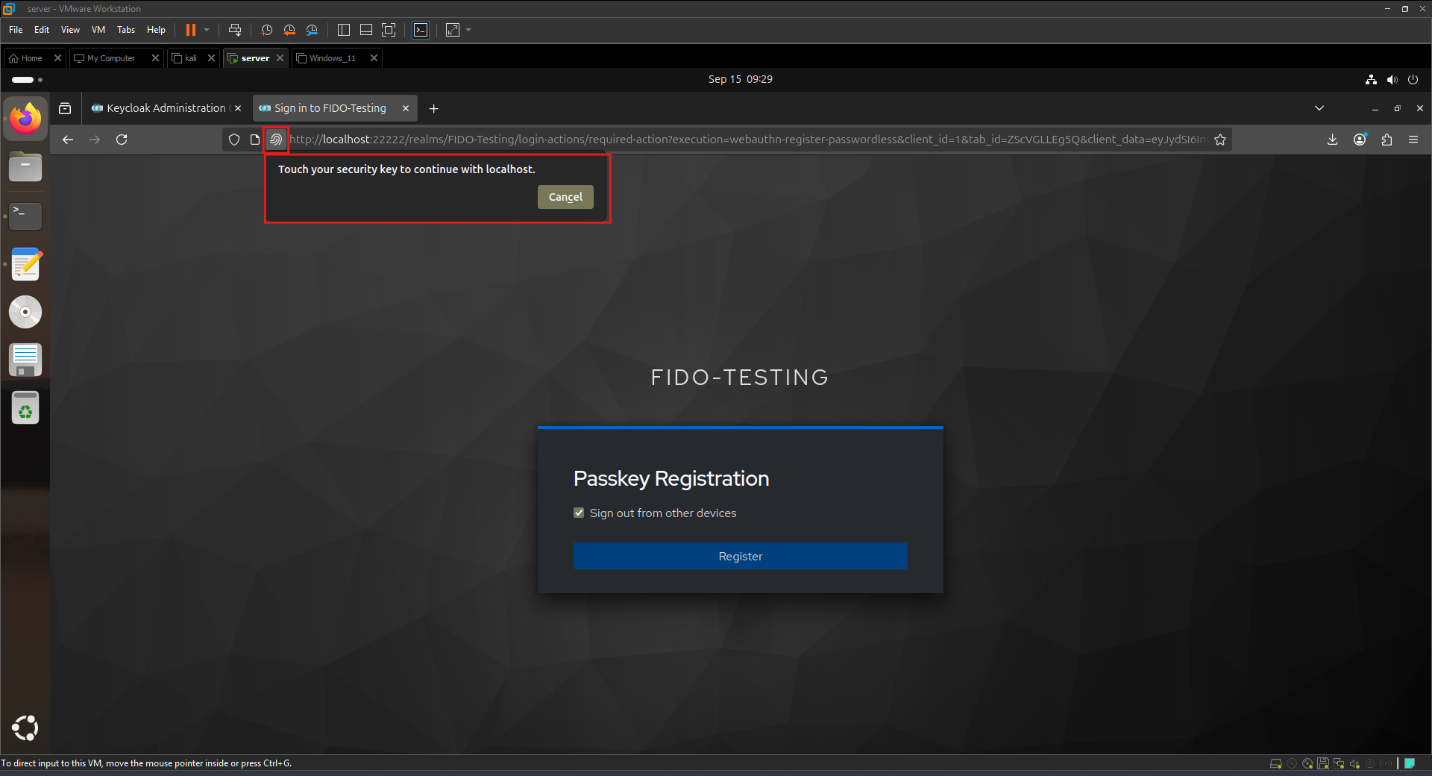 server - VMware Workstation
File Edit View VM Tabs Help
Home My Computer kali server Windows_11
Sep 15 09:29
Keycloak Administration Sign in to FIDO-Testing
http://localhost:22222/realms/FIDO-Testing/login-actions/required-action?execution=webauthn-register-passwordless&client_id=1&tab_id=ZScVGLLEg5Q&client_data=eyJydSI6Im
Touch your security key to continue with localhost.
Cancel
FIDO-TESTING
Passkey Registration
Sign out from other devices
Register
To direct input to this VM, move the mouse pointer inside or press Ctrl+G.